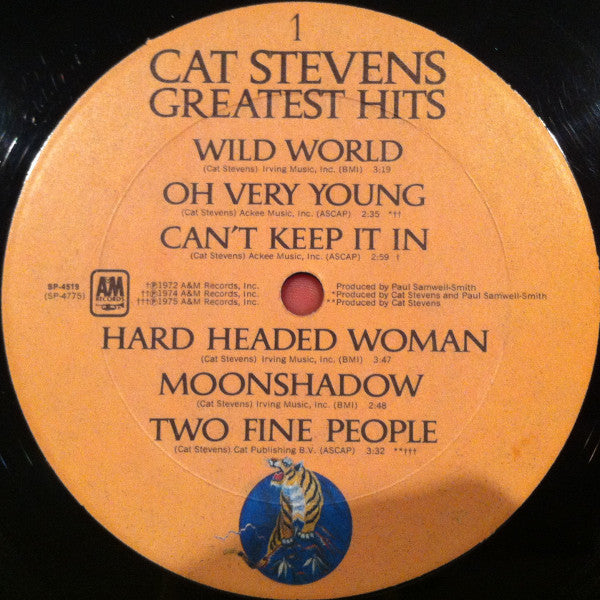 1
CAT STEVENS
GREATEST HITS
WILD WORLD
(Cat Stevens) Irving Music, Inc. (BMI) 3:19
OH VERY YOUNG
(Cat Stevens) Ackee Music, Inc. (ASCAP) 2:35 *††
CAN'T KEEP IT IN
(Cat Stevens) Ackee Music, Inc. (ASCAP) 2:59 †
SP-4519
(SP-4775)
A&M
RECORDS
†℗1972 A&M Records, Inc.
††℗1974 A&M Records, Inc.
†††℗1975 A&M Records, Inc.
Produced by Paul Samwell-Smith
*Produced by Cat Stevens and Paul Samwell-Smith
**Produced by Cat Stevens
HARD HEADED WOMAN
(Cat Stevens) Irving Music, Inc. (BMI) 3:47
MOONSHADOW
(Cat Stevens) Irving Music, Inc. (BMI) 2:48
TWO FINE PEOPLE
(Cat Stevens) Cat Publishing B.V. (ASCAP) 3:32 **†††